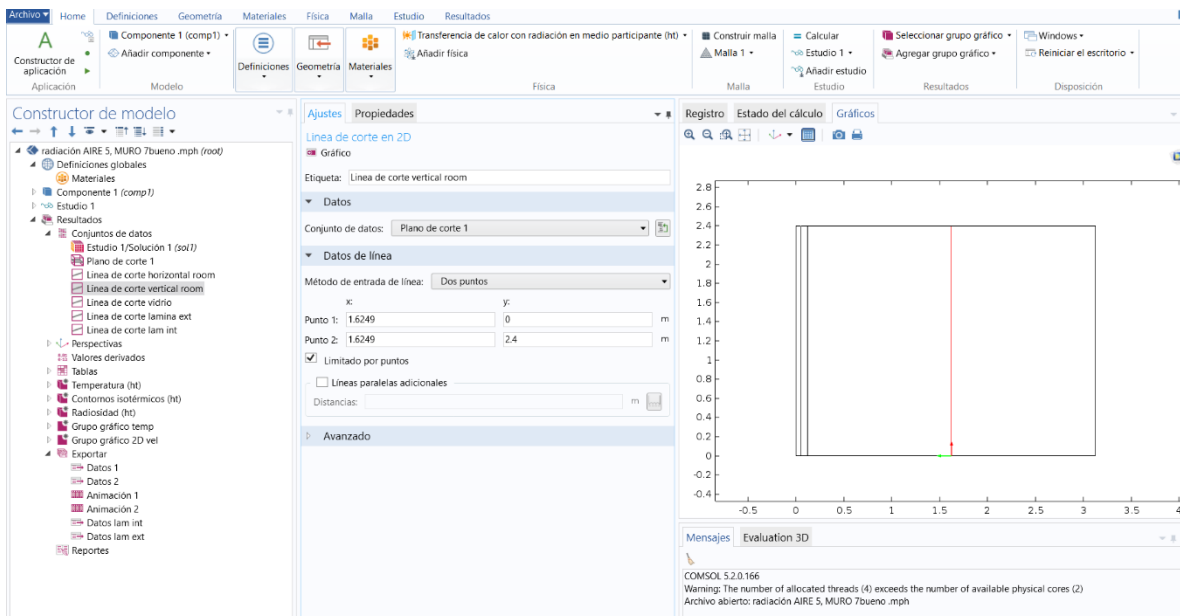 Archivo Home Definiciones Geometría Materiales Física Malla Estudio Resultados
A
Constructor de aplicación
Aplicación
Componente 1 (comp1)
Añadir componente
Modelo
Definiciones
Geometría
Materiales
Transferencia de calor con radiación en medio participante (ht)
Añadir física
Física
Construir malla
Malla 1
Malla
Calcular
Estudio 1
Añadir estudio
Estudio
Seleccionar grupo gráfico
Agregar grupo gráfico
Resultados
Windows
Reiniciar el escritorio
Disposición
Constructor de modelo
radiación AIRE 5, MURO 7bueno .mph (root)
Definiciones globales
Materiales
Componente 1 (comp1)
Estudio 1
Resultados
Conjuntos de datos
Estudio 1/Solución 1 (sol1)
Plano de corte 1
Linea de corte horizontal room
Linea de corte vertical room
Linea de corte vidrio
Linea de corte lamina ext
Linea de corte lam int
Perspectivas
Valores derivados
Tablas
Temperatura (ht)
Contornos isotérmicos (ht)
Radiosidad (ht)
Grupo gráfico temp
Grupo gráfico 2D vel
Exportar
Datos 1
Datos 2
Animación 1
Animación 2
Datos lam int
Datos lam ext
Reportes
Ajustes Propiedades
Línea de corte en 2D
Gráfico
Etiqueta: Linea de corte vertical room
Datos
Conjunto de datos: Plano de corte 1
Datos de línea
Método de entrada de línea: Dos puntos
x: y:
Punto 1: 1.6249 0 m
Punto 2: 1.6249 2.4 m
Limitado por puntos
Líneas paralelas adicionales
Distancias: m
Avanzado
Registro Estado del cálculo Gráficos
2.8
2.6
2.4
2.2
2
1.8
1.6
1.4
1.2
1
0.8
0.6
0.4
0.2
0
-0.2
-0.4
-0.5 0 0.5 1 1.5 2 2.5 3 3.5 4
Mensajes Evaluation 3D
COMSOL 5.2.0.166
Warning: The number of allocated threads (4) exceeds the number of available physical cores (2)
Archivo abierto: radiación AIRE 5, MURO 7bueno .mph